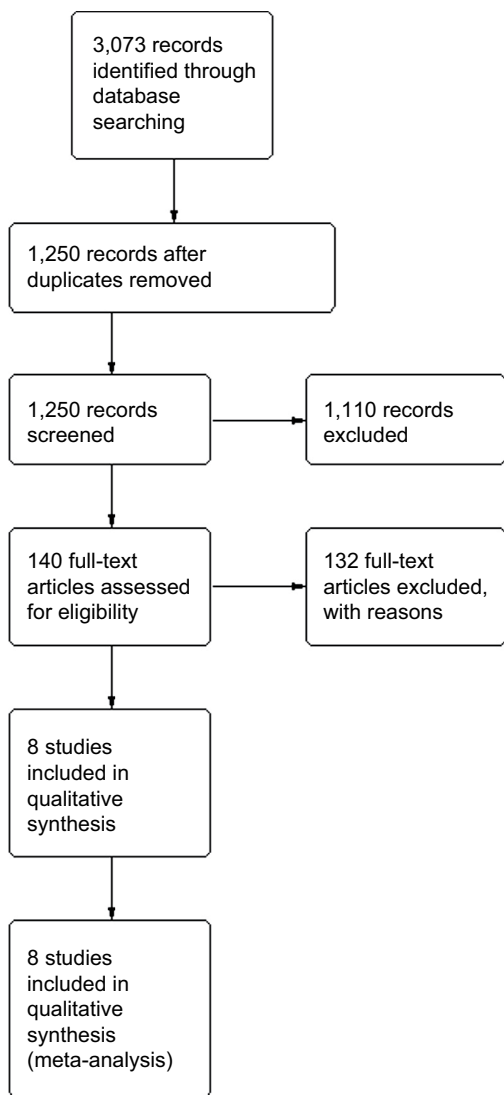 3,073 records
identified through
database
searching
1,250 records after
duplicates removed
1,250 records
screened
1,110 records
excluded
140 full-text
articles assessed
for eligibility
132 full-text
articles excluded,
with reasons
8 studies
included in
qualitative
synthesis
8 studies
included in
qualitative
synthesis
(meta-analysis)